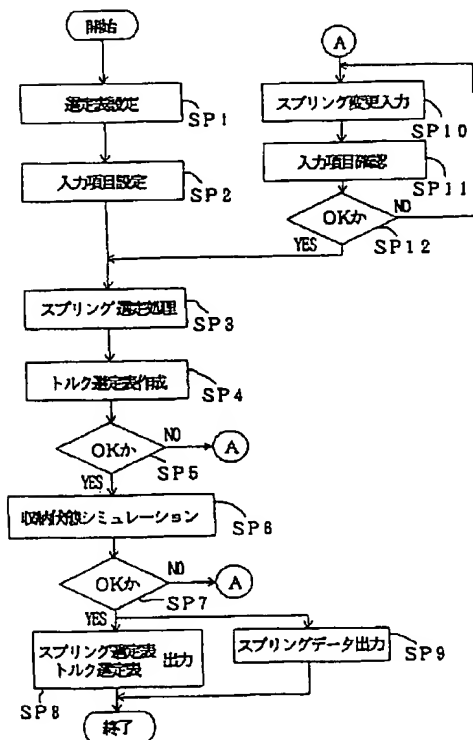 開始
選定表設定
SP1
入力項目設定
SP2
A
スプリング変更入力
SP10
入力項目確認
SP11
OKか
NO
SP12
YES
スプリング選定処理
SP3
トルク選定表作成
SP4
OKか
NO
A
SP5
YES
収納状態シミュレーション
SP6
OKか
NO
A
SP7
YES
スプリング選定表
トルク選定表 出力
SP8
スプリングデータ出力
SP9
終了